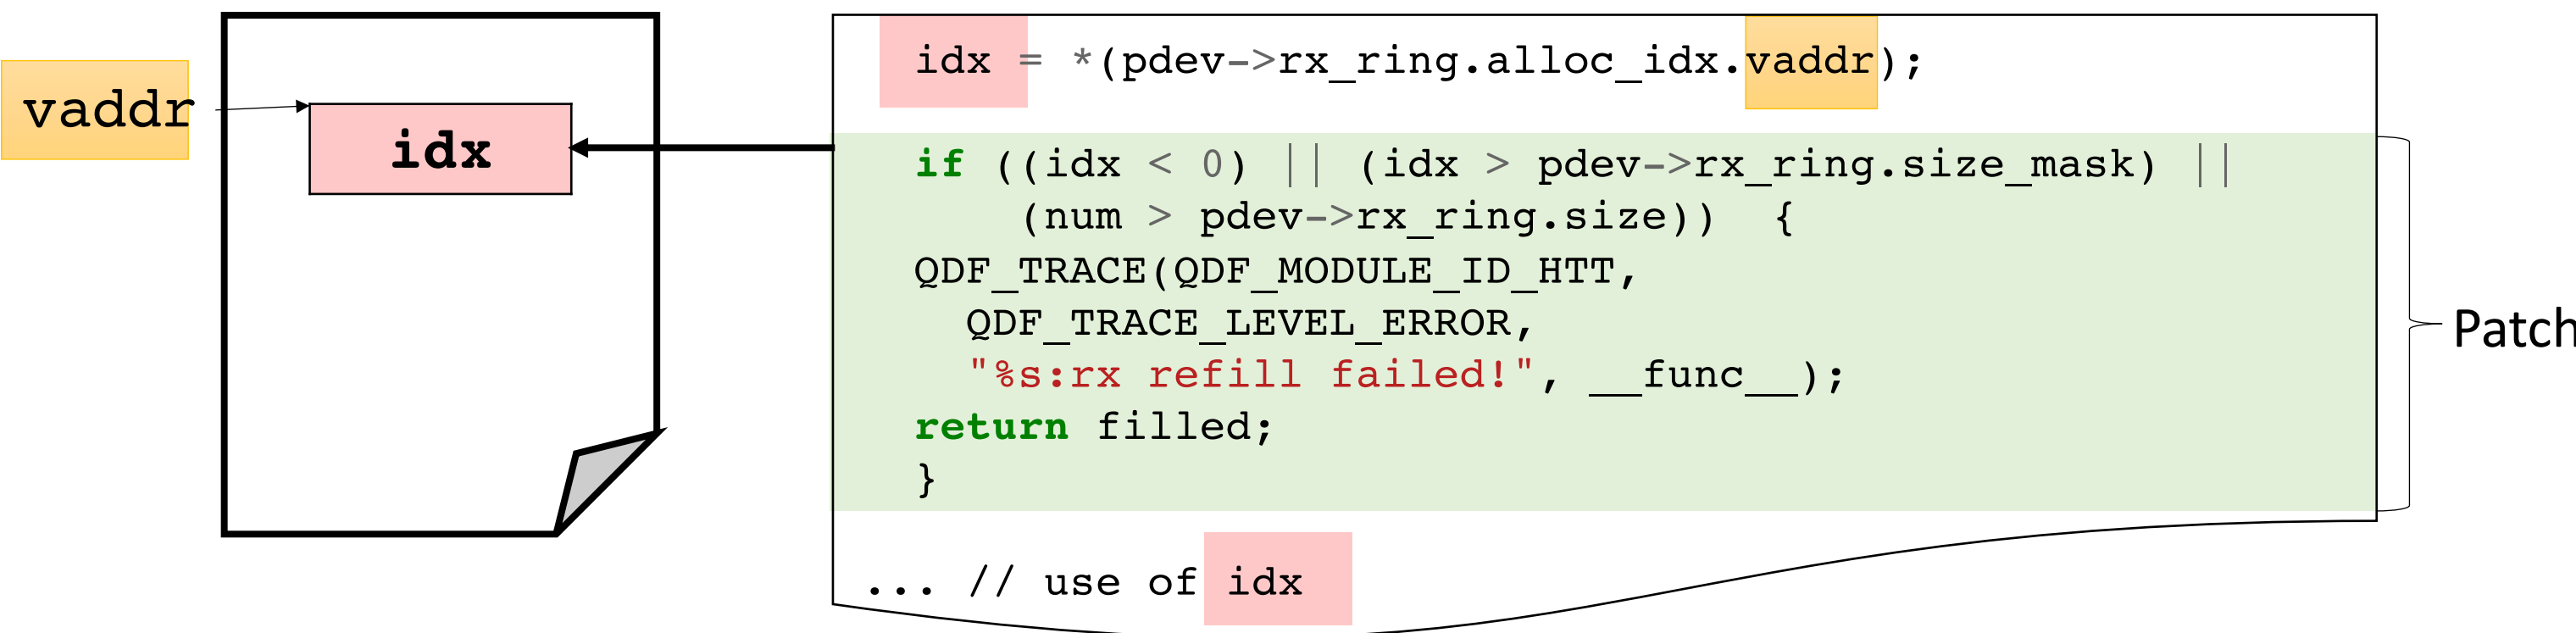 vaddr
idx
idx = *(pdev->rx_ring.alloc_idx.vaddr);
if ((idx < 0) || (idx > pdev->rx_ring.size_mask) ||
(num > pdev->rx_ring.size)) {
QDF_TRACE(QDF_MODULE_ID_HTT,
QDF_TRACE_LEVEL_ERROR,
"%s:rx refill failed!", __func__);
return filled;
}
... // use of idx
Patch